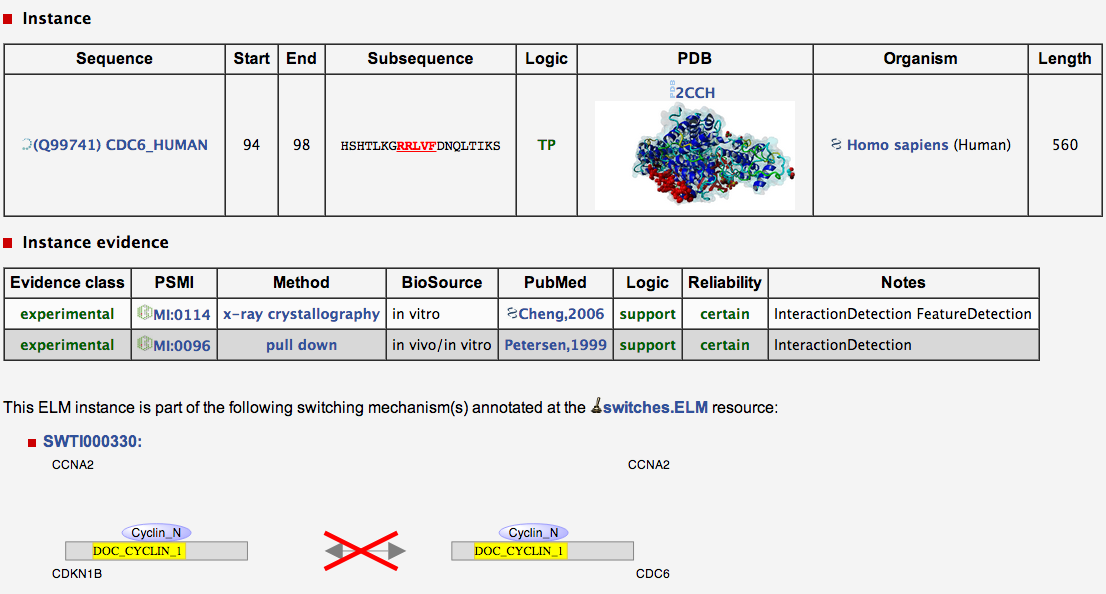 Instance
Sequence Start End Subsequence Logic PDB Organism Length
PDB 2CCH
(Q99741) CDC6_HUMAN 94 98 HSHTLKGRRLVFDNQLTIKS TP Homo sapiens (Human) 560
Instance evidence
Evidence class PSMI Method BioSource PubMed Logic Reliability Notes
experimental MI:0114 x-ray crystallography in vitro Cheng,2006 support certain InteractionDetection FeatureDetection
experimental MI:0096 pull down in vivo/in vitro Petersen,1999 support certain InteractionDetection
This ELM instance is part of the following switching mechanism(s) annotated at the switches.ELM resource:
SWTI000330:
CCNA2 CCNA2
Cyclin_N Cyclin_N
DOC_CYCLIN_1 DOC_CYCLIN_1
CDKN1B CDC6